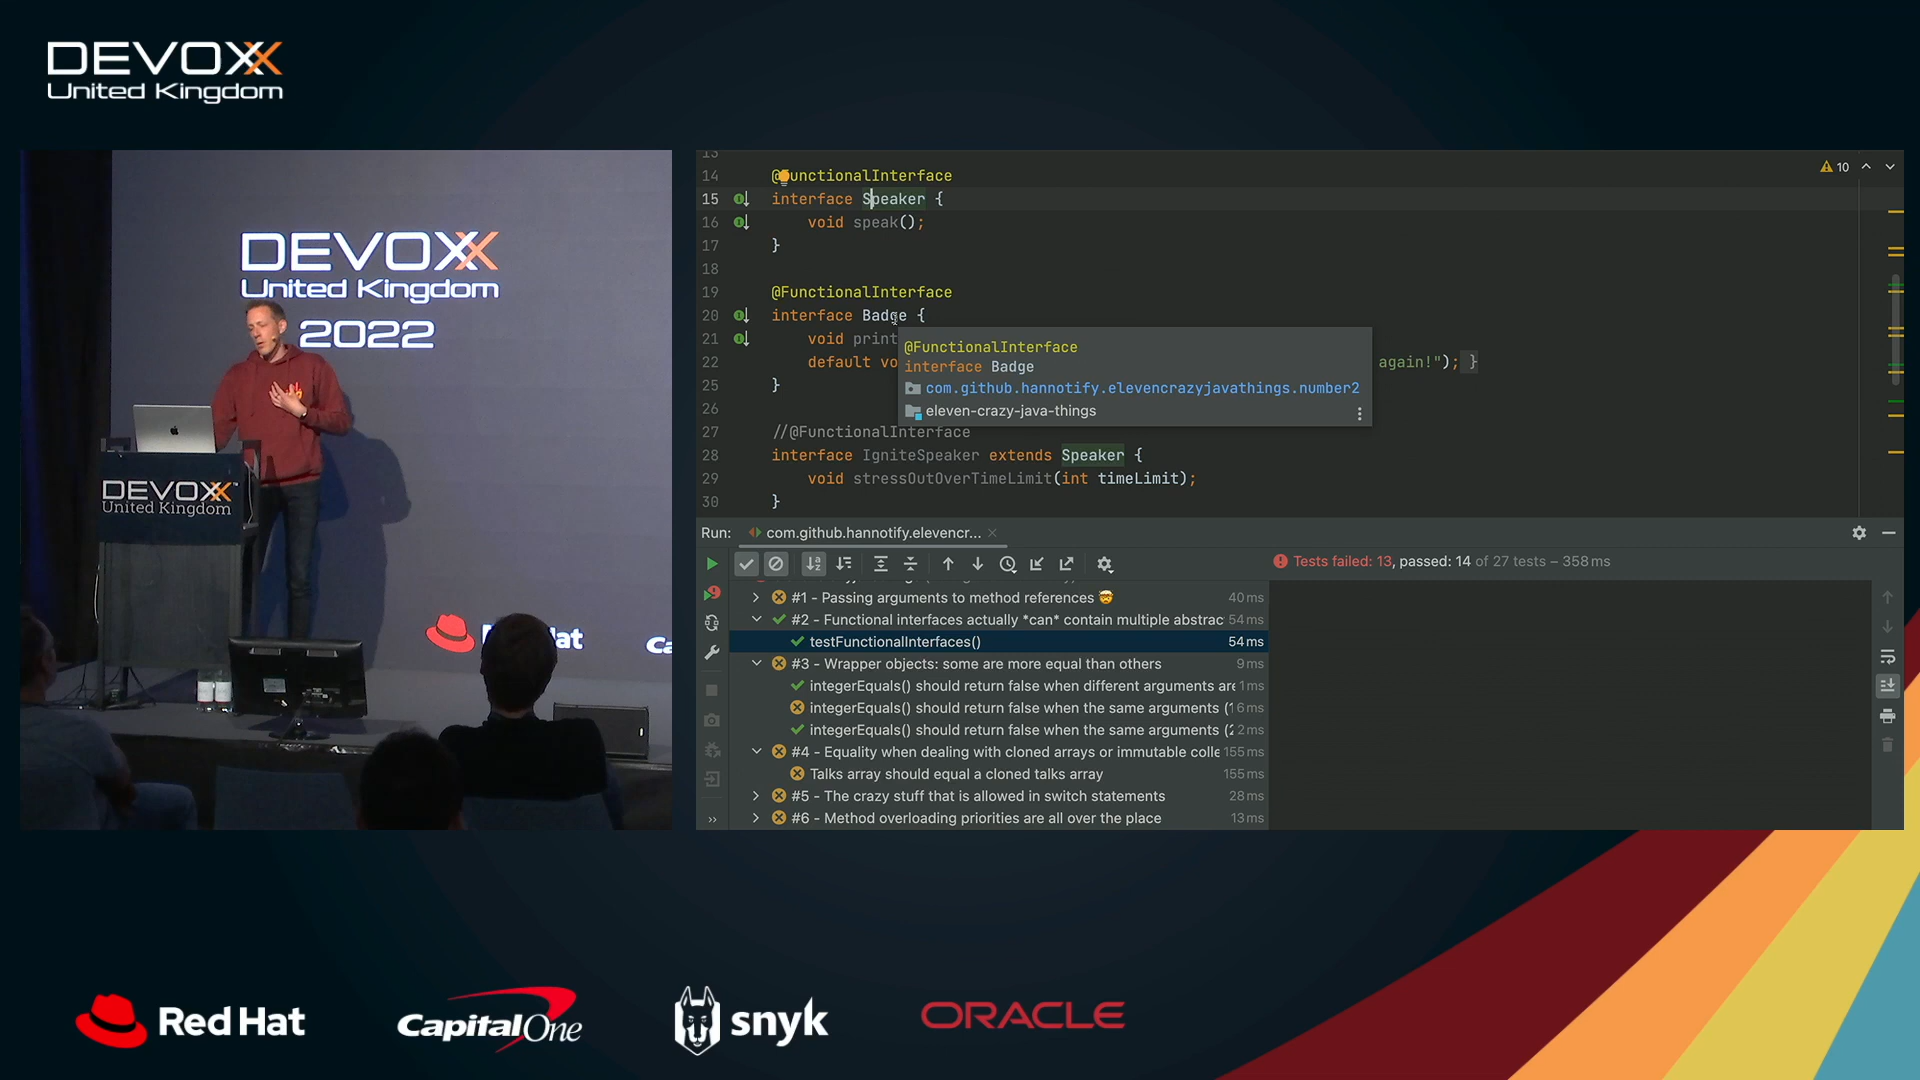 DEVOXX
United Kingdom
DEVOXX
United Kingdom
2022
DEVOXX™
United Kingdom
13
14 @FunctionalInterface
15 interface Speaker {
16 void speak();
17 }
18
19 @FunctionalInterface
20 interface Badge {
21 void print
22 default vo again!"); }
25 }
26
27 //@FunctionalInterface
28 interface IgniteSpeaker extends Speaker {
29 void stressOutOverTimeLimit(int timeLimit);
30 }
10
@FunctionalInterface
interface Badge
com.github.hannotify.elevencrazyjavathings.number2
eleven-crazy-java-things
Run: com.github.hannotify.elevencr...
Tests failed: 13, passed: 14 of 27 tests – 358 ms
#1 - Passing arguments to method references 🤯 40 ms
#2 - Functional interfaces actually *can* contain multiple abstrac 54 ms
testFunctionalInterfaces() 54 ms
#3 - Wrapper objects: some are more equal than others 9 ms
integerEquals() should return false when different arguments are 1 ms
integerEquals() should return false when the same arguments (1 6 ms
integerEquals() should return false when the same arguments (2 2 ms
#4 - Equality when dealing with cloned arrays or immutable colle 155 ms
Talks array should equal a cloned talks array 155 ms
#5 - The crazy stuff that is allowed in switch statements 28 ms
#6 - Method overloading priorities are all over the place 13 ms
Red Hat
Capital One
snyk
ORACLE